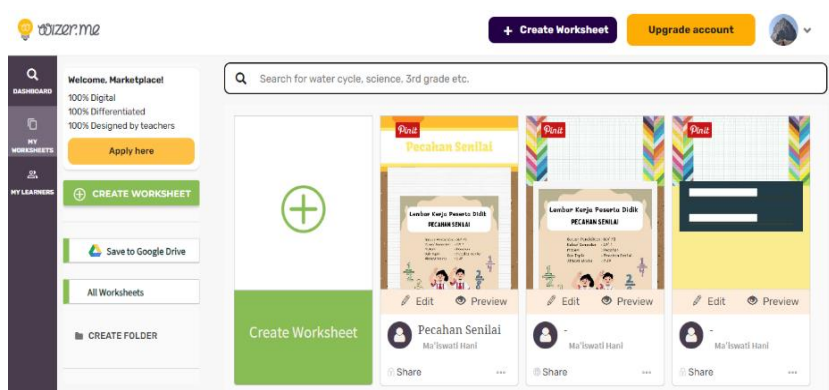 wizer.me
+ Create Worksheet
Upgrade account
DASHBOARD
MY WORKSHEETS
MY LEARNERS
Welcome, Marketplace!
100% Digital
100% Differentiated
100% Designed by teachers
Apply here
CREATE WORKSHEET
Save to Google Drive
All Worksheets
CREATE FOLDER
Search for water cycle, science. 3rd grade etc.
Create Worksheet
Pinit
Pecahan Senilai
Lembar Kerja Peserta Didik
PECAHAN SENILAI
Edit Preview
Pecahan Senilai
Ma'iswati Hani
Share ...
Pinit
Lembar Kerja Peserta Didik
PECAHAN SENILAI
Edit Preview
-
Ma'iswati Hani
Share ...
Pinit
Edit Preview
-
Ma'iswati Hani
Share ...